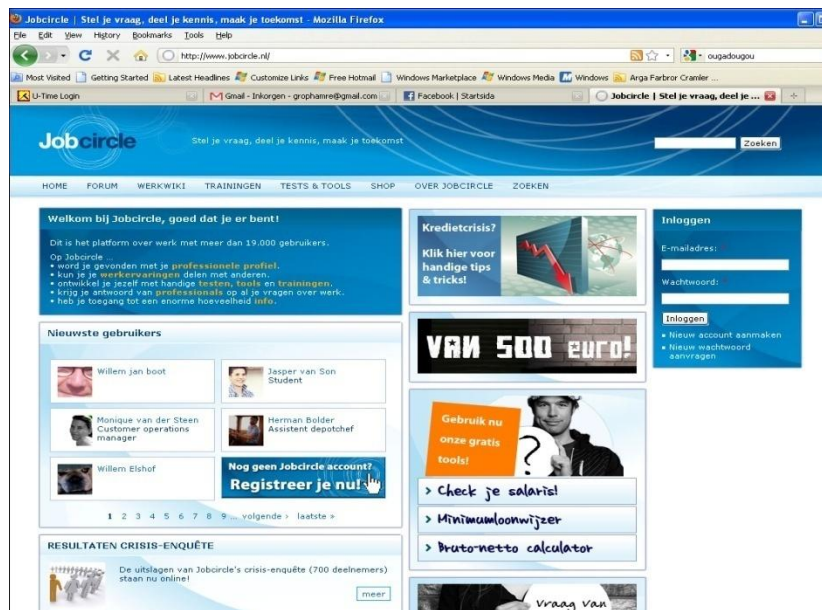 Jobcircle | Stel je vraag, deel je kennis, maak je toekomst - Mozilla Firefox
File Edit View History Bookmarks Tools Help
http://www.jobcircle.nl/
ougadougou
Most Visited Getting Started Latest Headlines Customize Links Free Hotmail Windows Marketplace Windows Media Windows Arga Farbror Cramler ...
U-Time Login
Gmail - Inkorgen - grophamre@gmail.com
Facebook | Startsida
Jobcircle | Stel je vraag, deel je ...
Jobcircle
Stel je vraag, deel je kennis, maak je toekomst
Zoeken
HOME FORUM WERKWIKI TRAININGEN TESTS & TOOLS SHOP OVER JOBCIRCLE ZOEKEN
Welkom bij Jobcircle, goed dat je er bent!
Dit is het platform over werk met meer dan 19.000 gebruikers.
Op Jobcircle ...
• word je gevonden met je professionele profiel.
• kun je je werkervaringen delen met anderen.
• ontwikkel je jezelf met handige testen, tools en trainingen.
• krijg je antwoord van professionals op al je vragen over werk.
• heb je toegang tot een enorme hoeveelheid info.
Nieuwste gebruikers
Willem jan boot
Jasper van Son
Student
Monique van der Steen
Customer operations
manager
Herman Bolder
Assistent depotchef
Willem Elshof
Nog geen Jobcircle account?
Registreer je nu!
1 2 3 4 5 6 7 8 9 ... volgende › laatste »
RESULTATEN CRISIS-ENQUÊTE
De uitslagen van Jobcircle's crisis-enquête (700 deelnemers)
staan nu online!
meer
Kredietcrisis?
Klik hier voor
handige tips
& tricks!
VAN 500 euro!
Gebruik nu
onze gratis
tools!
?
> Check je salaris!
> Minimumloonwijzer
> Bruto-netto calculator
Vraag van
Inloggen
E-mailadres: *
Wachtwoord:
Inloggen
Nieuw account aanmaken
Nieuw wachtwoord
aanvragen